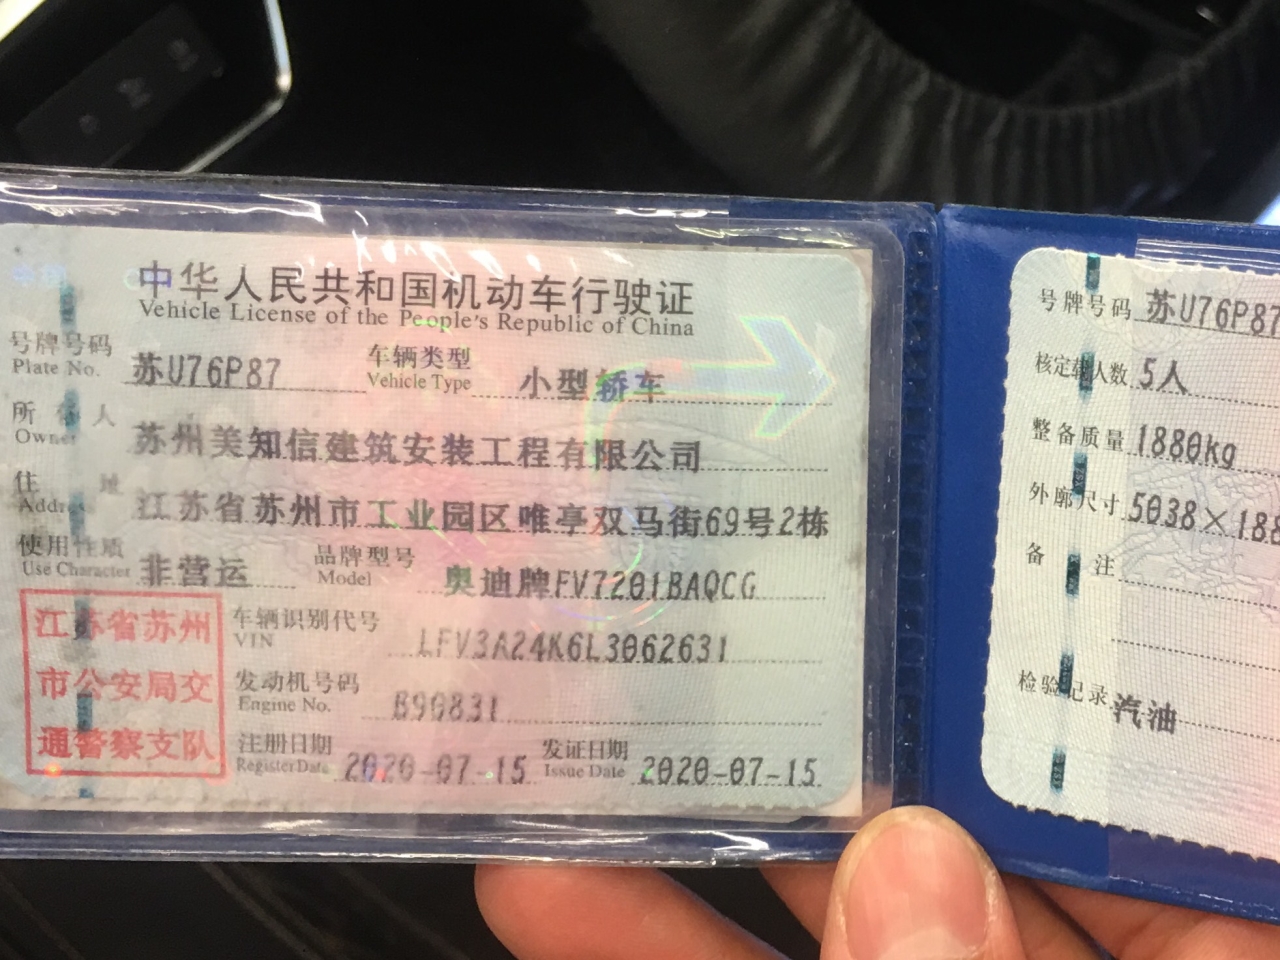 中华人民共和国机动车行驶证
Vehicle License of the People's Republic of China
号牌号码 苏U76P87 车辆类型 小型轿车
Plate No. Vehicle Type
所有人 苏州美知信建筑安装工程有限公司
Owner
住址 江苏省苏州市工业园区唯亭双马街69号2栋
Address
使用性质 非营运 品牌型号 奥迪牌FV7201BAQCG
Use Character Model
江苏省苏州
市公安局交
通警察支队
车辆识别代号 LFV3A24K6L3062631
VIN
发动机号码 B90831
Engine No.
注册日期 2020-07-15 发证日期 2020-07-15
Register Date Issue Date
号牌号码 苏U76P87
核定载人数 5人
整备质量 1880kg
外廓尺寸 5038×188
备注
检验记录 汽油